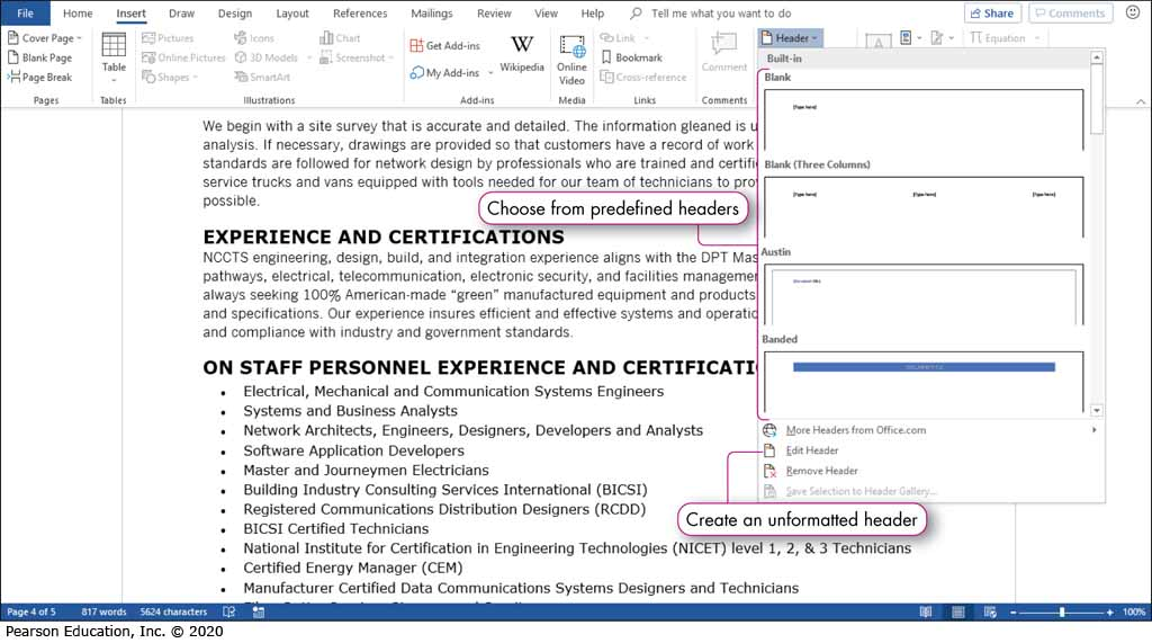 File Home Insert Draw Design Layout References Mailings Review View Help Tell me what you want to do Share Comments
Cover Page
Blank Page
Page Break
Pages
Table
Tables
Pictures
Online Pictures
Shapes
Icons
3D Models
SmartArt
Chart
Screenshot
Illustrations
Get Add-ins
My Add-ins
Wikipedia
Add-ins
Online
Video
Media
Link
Bookmark
Cross-reference
Links
Comment
Comments
Header
Equation
Built-in
Blank
[Type here]
Blank (Three Columns)
[Type here] [Type here] [Type here]
Austin
Banded
More Headers from Office.com
Edit Header
Remove Header
Save Selection to Header Gallery...
Choose from predefined headers
Create an unformatted header
We begin with a site survey that is accurate and detailed. The information gleaned is
analysis. If necessary, drawings are provided so that customers have a record of work
standards are followed for network design by professionals who are trained and certifi
service trucks and vans equipped with tools needed for our team of technicians to pro
possible.
EXPERIENCE AND CERTIFICATIONS
NCCTS engineering, design, build, and integration experience aligns with the DPT Mas
pathways, electrical, telecommunication, electronic security, and facilities manageme
always seeking 100% American-made “green” manufactured equipment and products
and specifications. Our experience insures efficient and effective systems and operatio
and compliance with industry and government standards.
ON STAFF PERSONNEL EXPERIENCE AND CERTIFICATI
• Electrical, Mechanical and Communication Systems Engineers
• Systems and Business Analysts
• Network Architects, Engineers, Designers, Developers and Analysts
• Software Application Developers
• Master and Journeymen Electricians
• Building Industry Consulting Services International (BICSI)
• Registered Communications Distribution Designers (RCDD)
• BICSI Certified Technicians
• National Institute for Certification in Engineering Technologies (NICET) level 1, 2, & 3 Technicians
• Certified Energy Manager (CEM)
• Manufacturer Certified Data Communications Systems Designers and Technicians
Page 4 of 5 817 words 5624 characters 100%
Pearson Education, Inc. © 2020